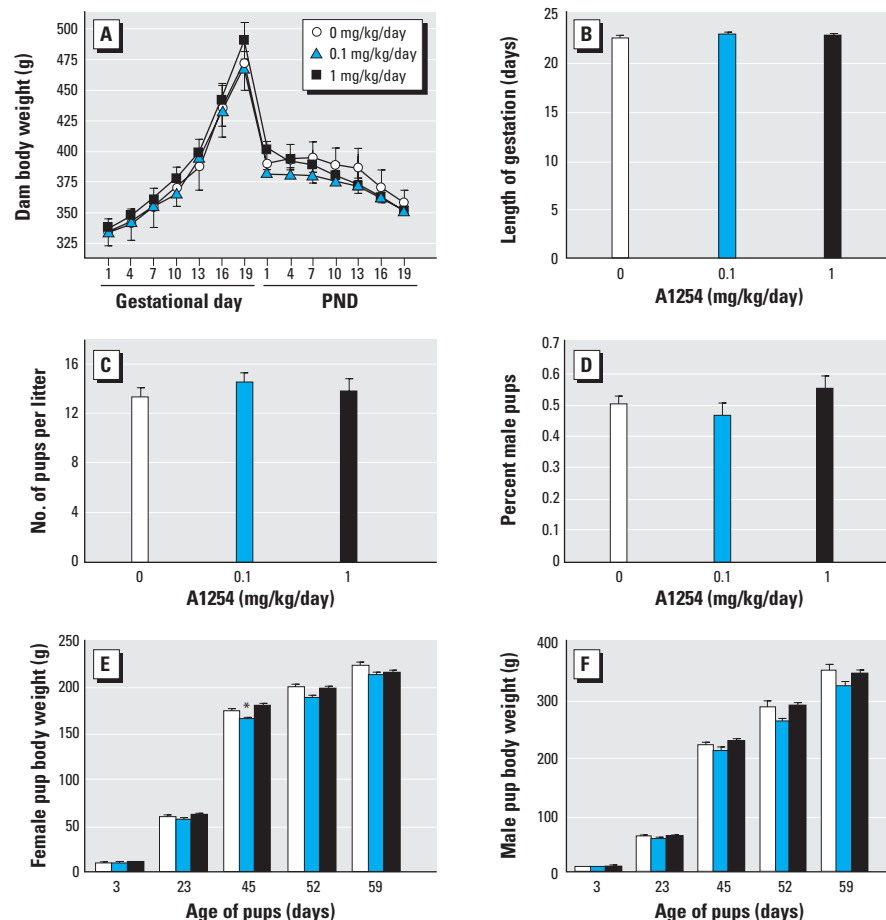 A
Dam body weight (g)
500
475
450
425
400
375
350
325
0 mg/kg/day
0.1 mg/kg/day
1 mg/kg/day
1 4 7 10 13 16 19 1 4 7 10 13 16 19
Gestational day PND
B
Length of gestation (days)
25
20
15
10
5
0
0 0.1 1
A1254 (mg/kg/day)
C
No. of pups per litter
16
12
8
4
0
0 0.1 1
A1254 (mg/kg/day)
D
Percent male pups
0.7
0.6
0.5
0.4
0.3
0.2
0.1
0
0 0.1 1
A1254 (mg/kg/day)
E
Female pup body weight (g)
250
200
150
100
50
0
*
3 23 45 52 59
Age of pups (days)
F
Male pup body weight (g)
400
300
200
100
0
3 23 45 52 59
Age of pups (days)